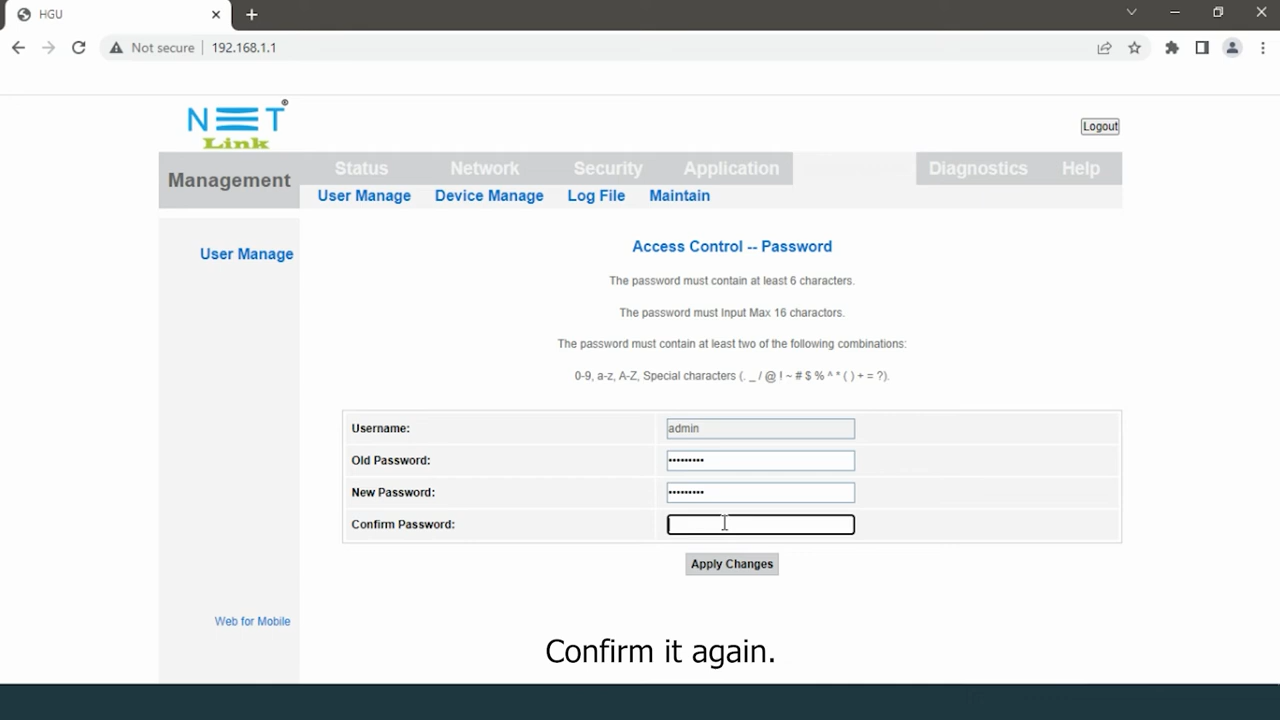 HGU
Not secure 192.168.1.1
NET ®
Link
Logout
Management
Status Network Security Application Diagnostics Help
User Manage Device Manage Log File Maintain
User Manage
Access Control -- Password
The password must contain at least 6 characters.
The password must Input Max 16 charactors.
The password must contain at least two of the following combinations:
0-9, a-z, A-Z, Special characters (. _ / @ ! ~ # $ % ^ * ( ) + = ?).
Username: admin
Old Password: •••••••••
New Password: •••••••••
Confirm Password:
Apply Changes
Web for Mobile
Confirm it again.